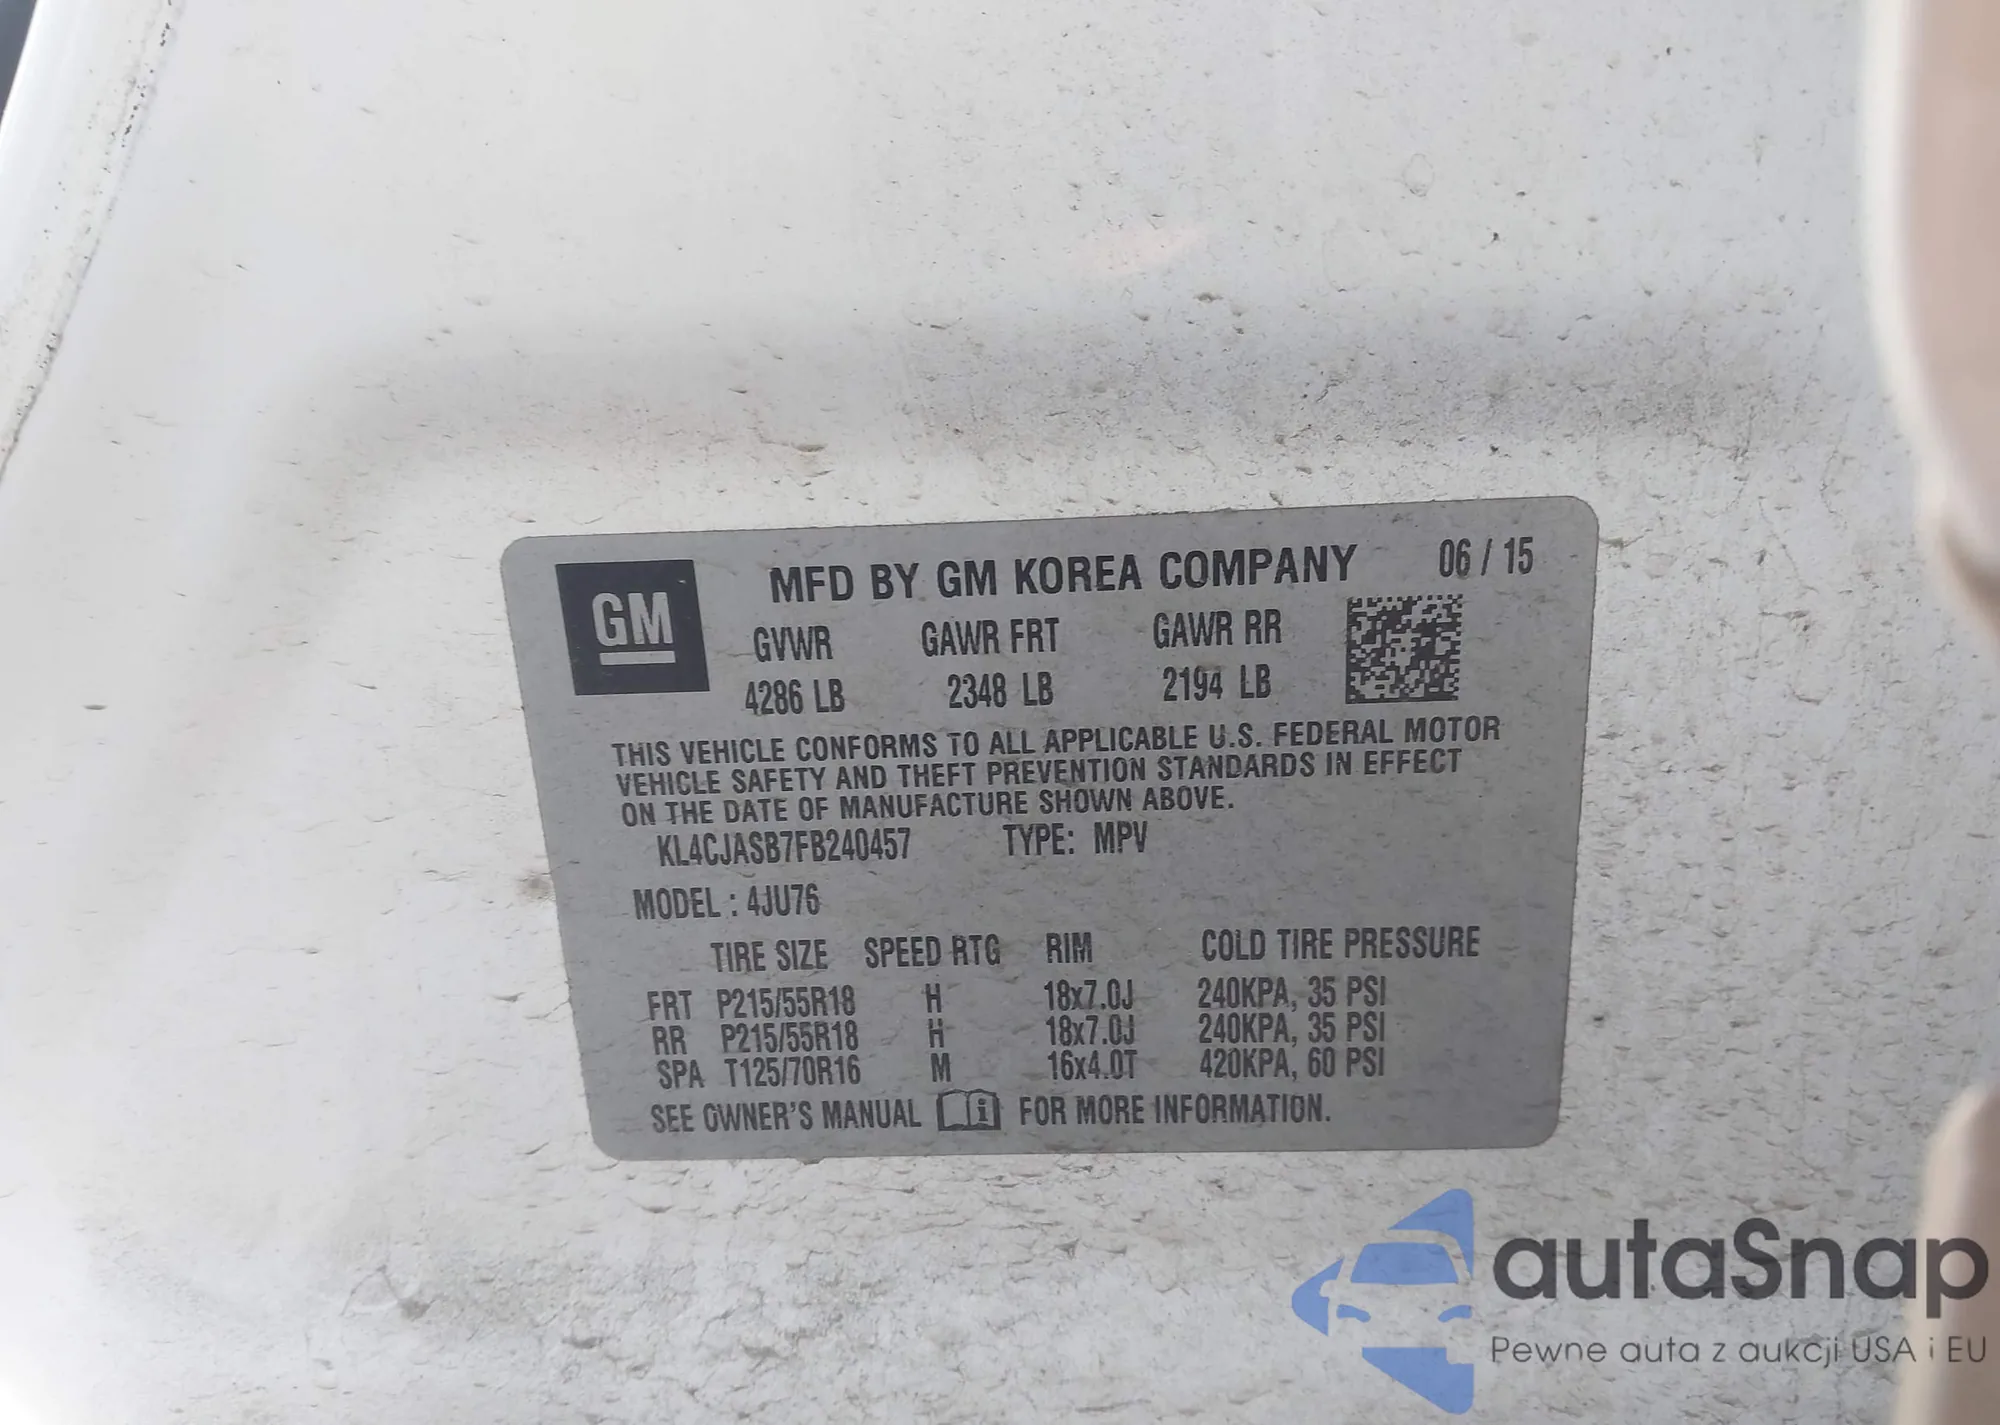 GM
MFD BY GM KOREA COMPANY 06 / 15
GVWR GAWR FRT GAWR RR
4286 LB 2348 LB 2194 LB
THIS VEHICLE CONFORMS TO ALL APPLICABLE U.S. FEDERAL MOTOR
VEHICLE SAFETY AND THEFT PREVENTION STANDARDS IN EFFECT
ON THE DATE OF MANUFACTURE SHOWN ABOVE.
KL4CJASB7FB240457 TYPE: MPV
MODEL : 4JU76
TIRE SIZE SPEED RTG RIM COLD TIRE PRESSURE
FRT P215/55R18 H 18x7.0J 240KPA, 35 PSI
RR P215/55R18 H 18x7.0J 240KPA, 35 PSI
SPA T125/70R16 M 16x4.0T 420KPA, 60 PSI
SEE OWNER'S MANUAL FOR MORE INFORMATION.
autaSnap
Pewne auta z aukcji USA i EU